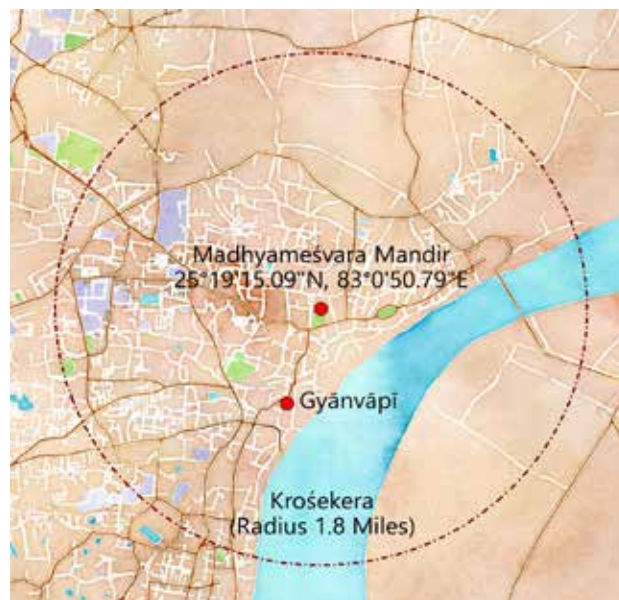 Madhyameśvara Mandir
25°19'15.09"N, 83°0'50.79"E
Gyānvāpī
Krośekera
(Radius 1.8 Miles)